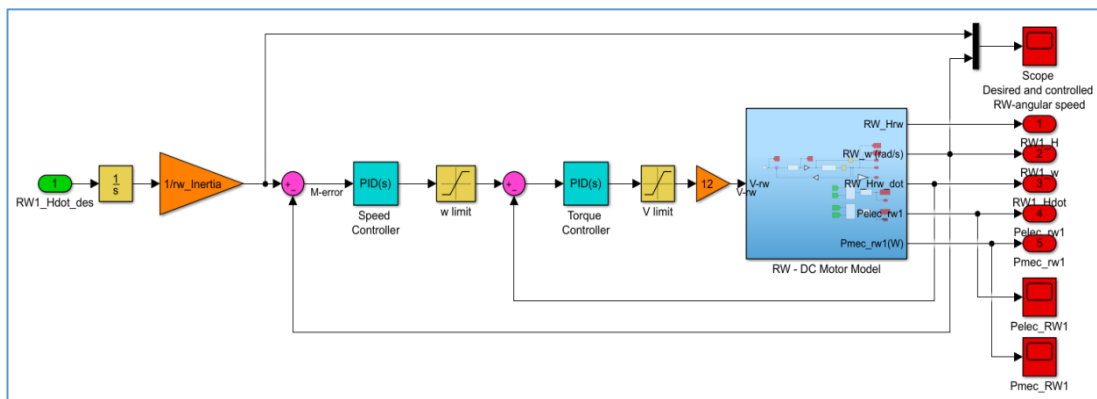 1
RW1_Hdot_des
1
s
1/rw_Inertia
+
-
M-error
PID(s)
Speed
Controller
w limit
+
-
PID(s)
Torque
Controller
V limit
12
V-rw
V-rw
RW_Hrw
RW_w (rad/s)
RW_Hrw_dot
Pelec_rw1
Pmec_rw1(W)
RW - DC Motor Model
Scope
Desired and controlled
RW-angular speed
1
RW1_H
2
RW1_w
3
RW1_Hdot
4
Pelec_rw1
5
Pmec_rw1
Pelec_RW1
Pmec_RW1